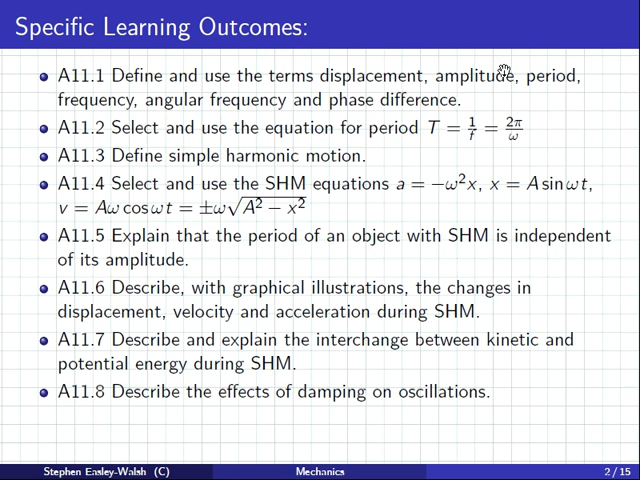 Specific Learning Outcomes:
A11.1 Define and use the terms displacement, amplitude, period,
frequency, angular frequency and phase difference.
A11.2 Select and use the equation for period T = 1/f = 2π/ω
A11.3 Define simple harmonic motion.
A11.4 Select and use the SHM equations a = −ω²x, x = A sin ωt,
v = Aω cos ωt = ±ω√(A² − x²)
A11.5 Explain that the period of an object with SHM is independent
of its amplitude.
A11.6 Describe, with graphical illustrations, the changes in
displacement, velocity and acceleration during SHM.
A11.7 Describe and explain the interchange between kinetic and
potential energy during SHM.
A11.8 Describe the effects of damping on oscillations.
Stephen Easley-Walsh (C) Mechanics 2 / 15